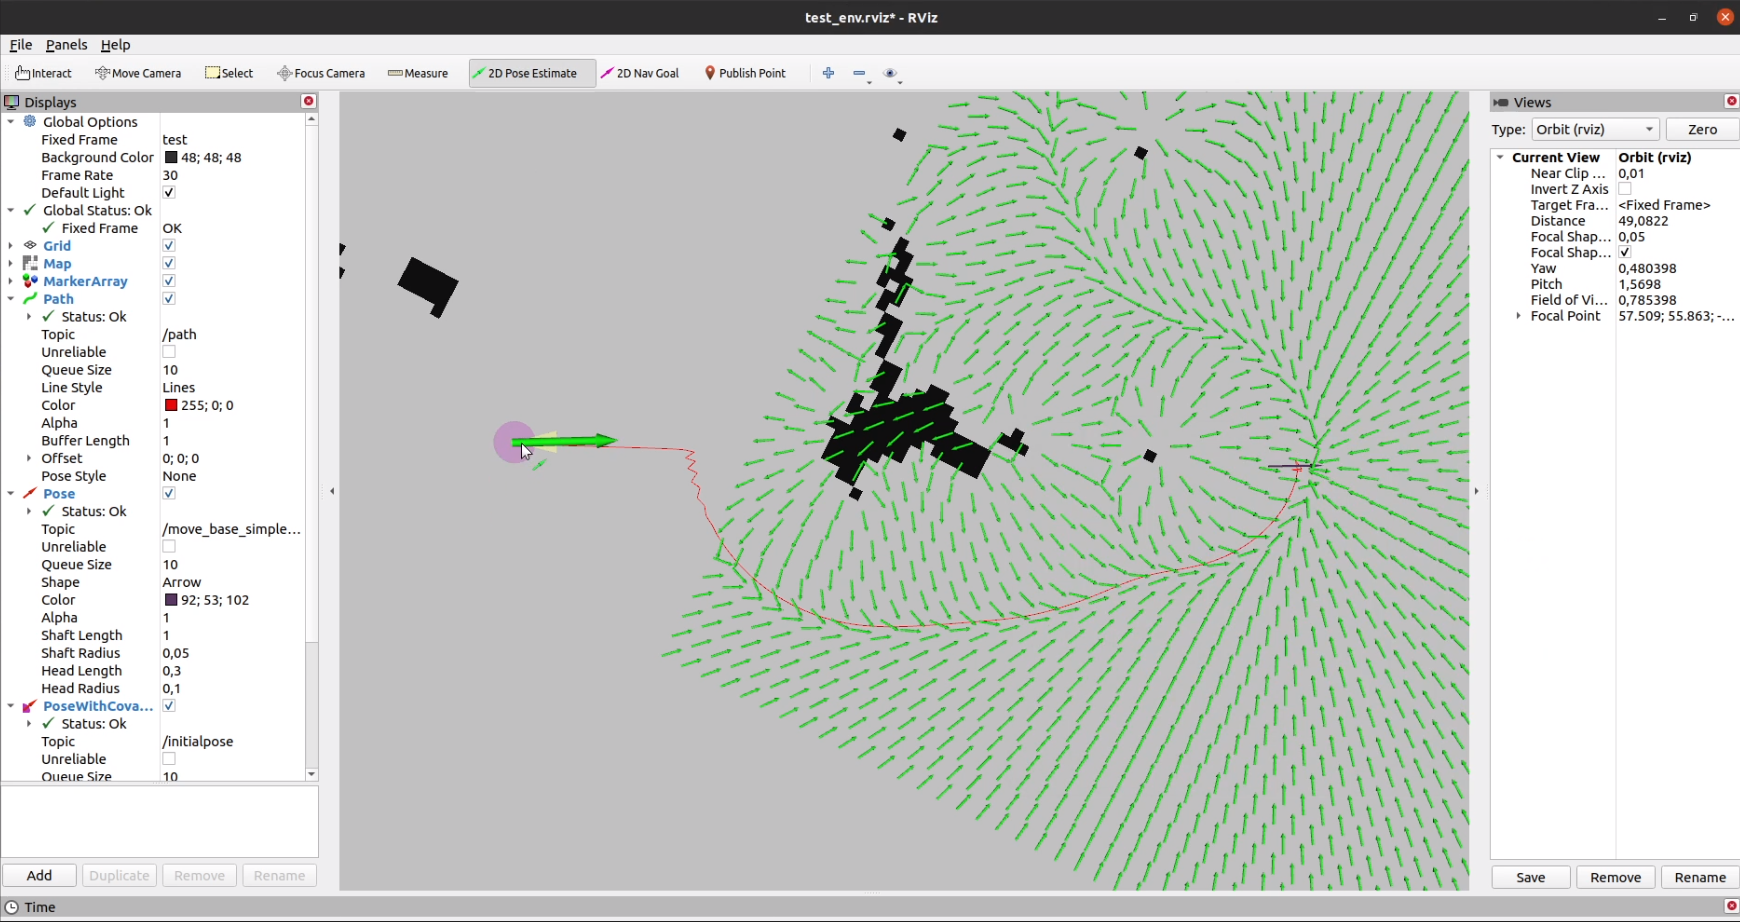 test_env.rviz* - RViz
File Panels Help
Interact Move Camera Select Focus Camera Measure 2D Pose Estimate 2D Nav Goal Publish Point
Displays
Global Options
Fixed Frame test
Background Color 48; 48; 48
Frame Rate 30
Default Light
Global Status: Ok
Fixed Frame OK
Grid
Map
MarkerArray
Path
Status: Ok
Topic /path
Unreliable
Queue Size 10
Line Style Lines
Color 255; 0; 0
Alpha 1
Buffer Length 1
Offset 0; 0; 0
Pose Style None
Pose
Status: Ok
Topic /move_base_simple...
Unreliable
Queue Size 10
Shape Arrow
Color 92; 53; 102
Alpha 1
Shaft Length 1
Shaft Radius 0,05
Head Length 0,3
Head Radius 0,1
PoseWithCova...
Status: Ok
Topic /initialpose
Unreliable
Queue Size 10
Add Duplicate Remove Rename
Views
Type: Orbit (rviz) Zero
Current View Orbit (rviz)
Near Clip ... 0,01
Invert Z Axis
Target Fra... <Fixed Frame>
Distance 49,0822
Focal Shap... 0,05
Focal Shap...
Yaw 0,480398
Pitch 1,5698
Field of Vi... 0,785398
Focal Point 57.509; 55.863; -...
Save Remove Rename
Time